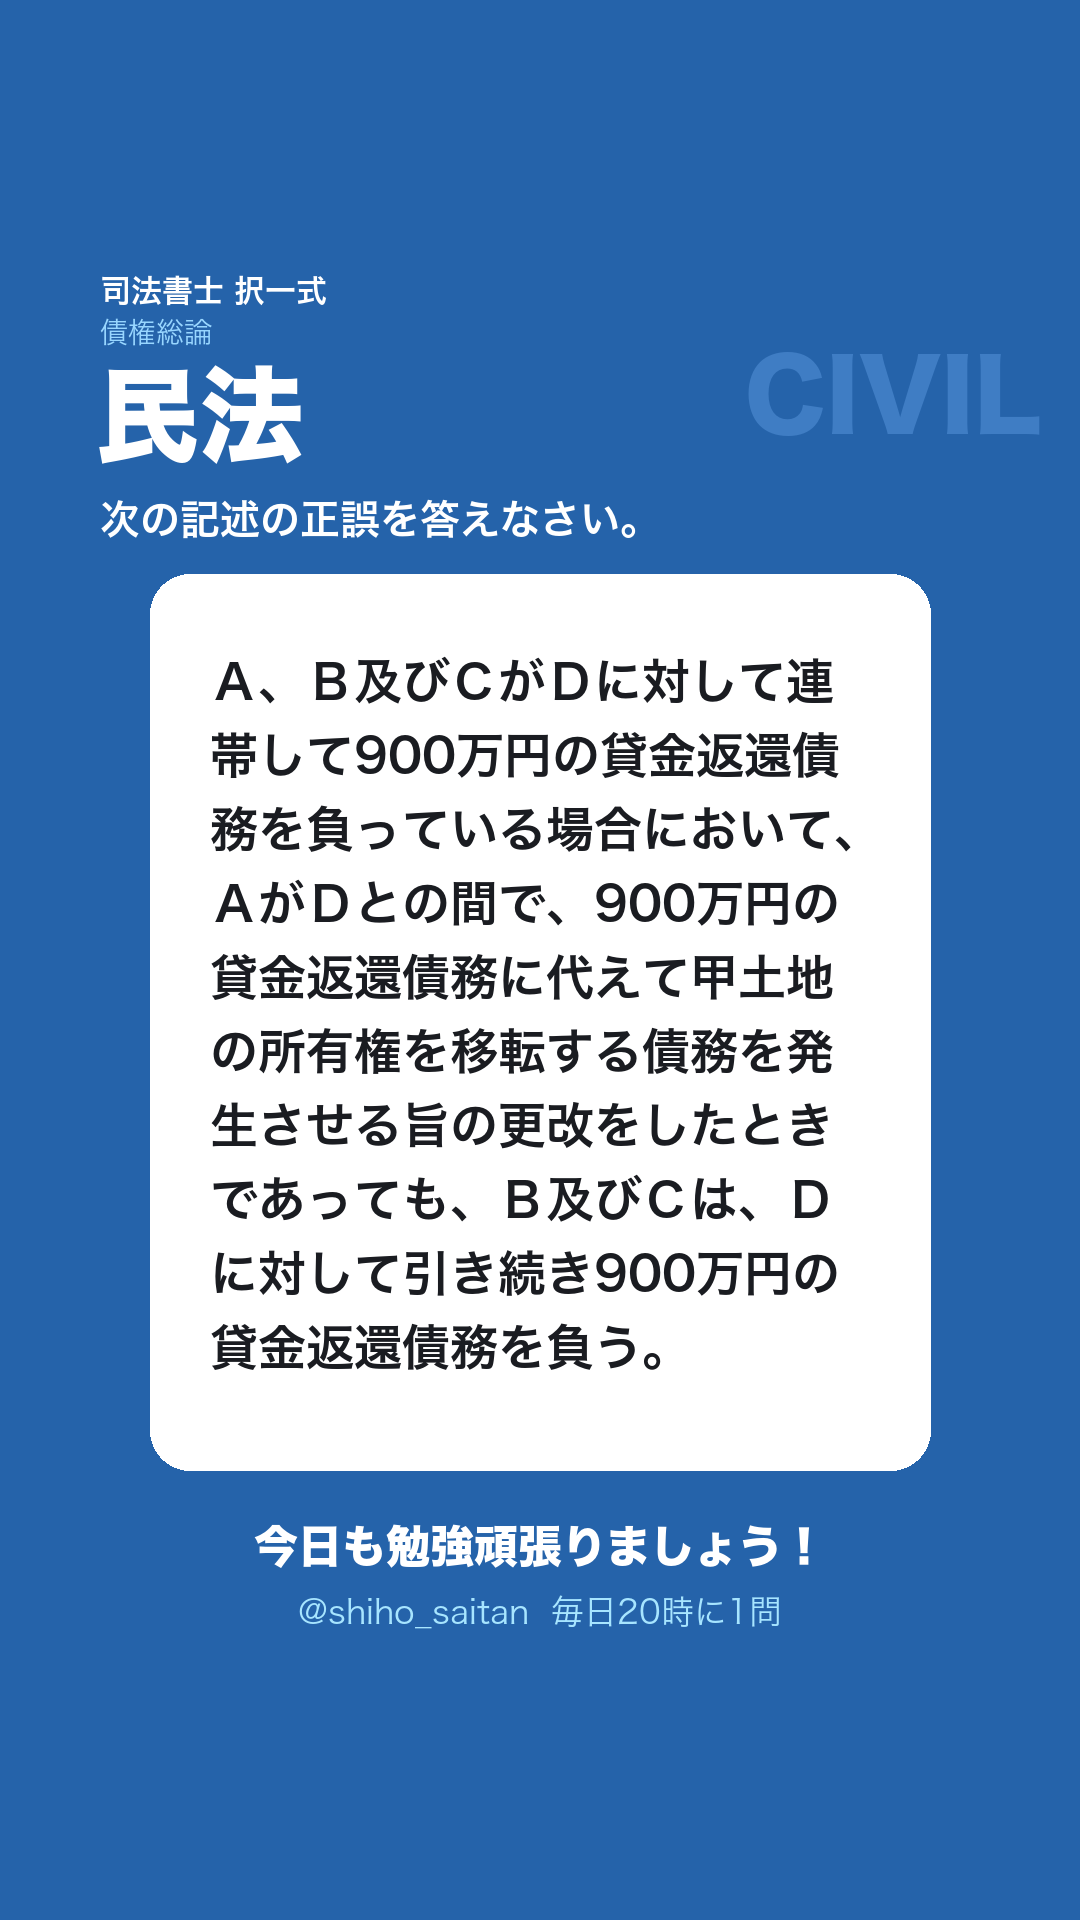 司法書士 択一式
債権総論
民法
CIVIL
次の記述の正誤を答えなさい。
Ａ、Ｂ及びＣがＤに対して連
帯して900万円の貸金返還債
務を負っている場合において、
ＡがＤとの間で、900万円の
貸金返還債務に代えて甲土地
の所有権を移転する債務を発
生させる旨の更改をしたとき
であっても、Ｂ及びＣは、Ｄ
に対して引き続き900万円の
貸金返還債務を負う。
今日も勉強頑張りましょう！
@shiho_saitan 毎日20時に1問